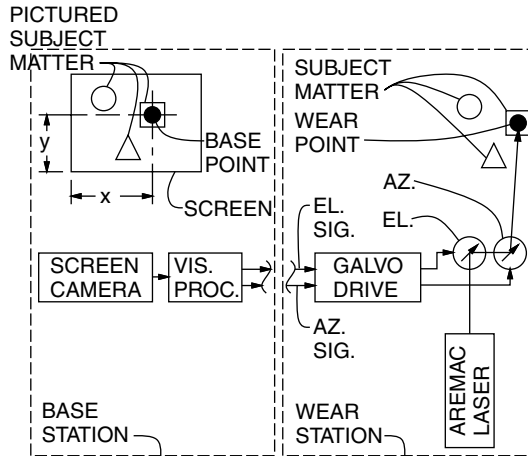 PICTURED
SUBJECT
MATTER
y
x
BASE
POINT
SCREEN
SCREEN
CAMERA
VIS.
PROC.
BASE
STATION
SUBJECT
MATTER
WEAR
POINT
AZ.
EL.
EL.
SIG.
GALVO
DRIVE
AZ.
SIG.
AREMAC
LASER
WEAR
STATION